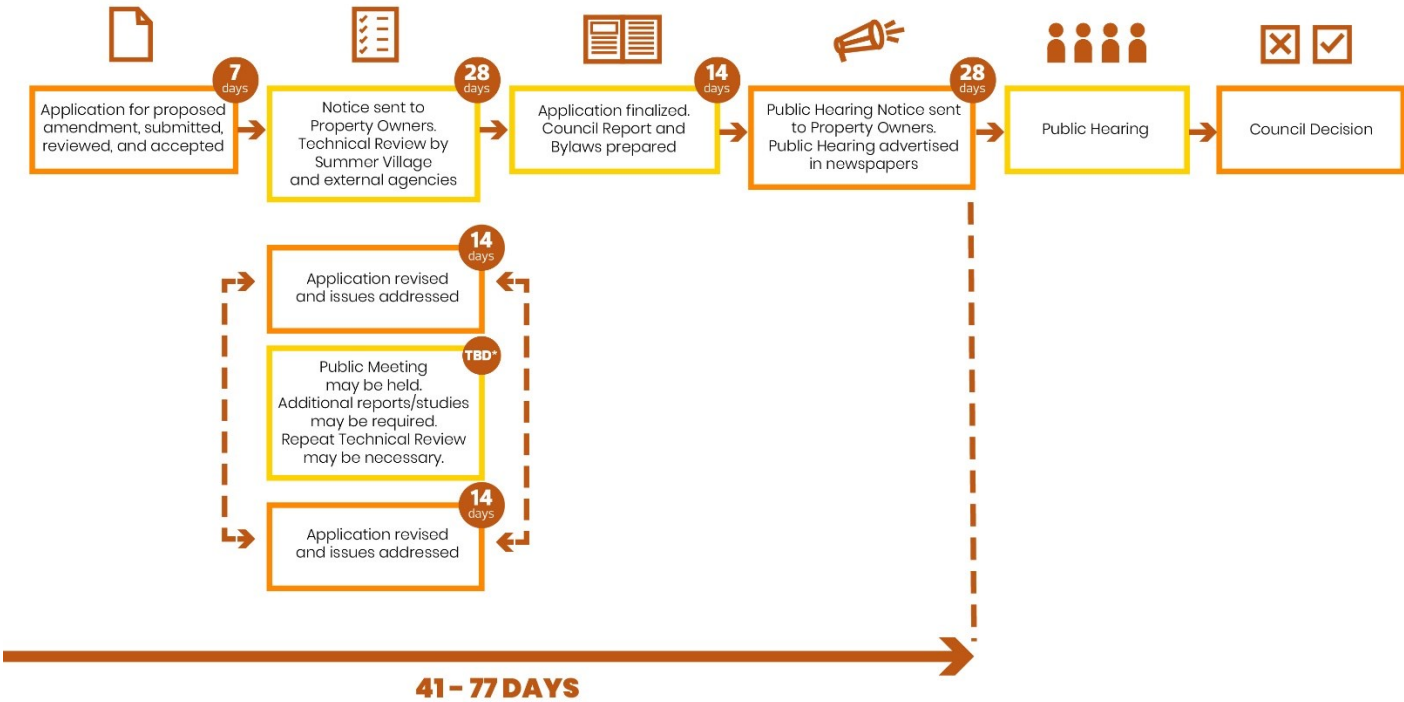 7
days
Application for proposed
amendment, submitted,
reviewed, and accepted
28
days
Notice sent to
Property Owners.
Technical Review by
Summer Village
and external agencies
14
days
Application finalized.
Council Report and
Bylaws prepared
28
days
Public Hearing Notice sent
to Property Owners.
Public Hearing advertised
in newspapers
Public Hearing
Council Decision
14
days
Application revised
and issues addressed
TBD*
Public Meeting
may be held.
Additional reports/studies
may be required.
Repeat Technical Review
may be necessary.
14
days
Application revised
and issues addressed
41 - 77 DAYS